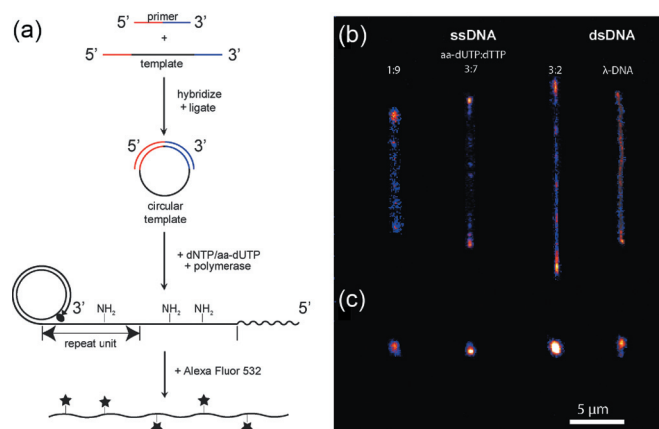 (a)
primer
5'
3'
+
5'
3'
template
hybridize
+ ligate
5'
3'
circular
template
+ dNTP/aa-dUTP
+ polymerase
3'
NH2
NH2
NH2
5'
repeat unit
+ Alexa Fluor 532
(b)
ssDNA
dsDNA
aa-dUTP:dTTP
1:9
3:7
3:2
λ-DNA
(c)
5 µm